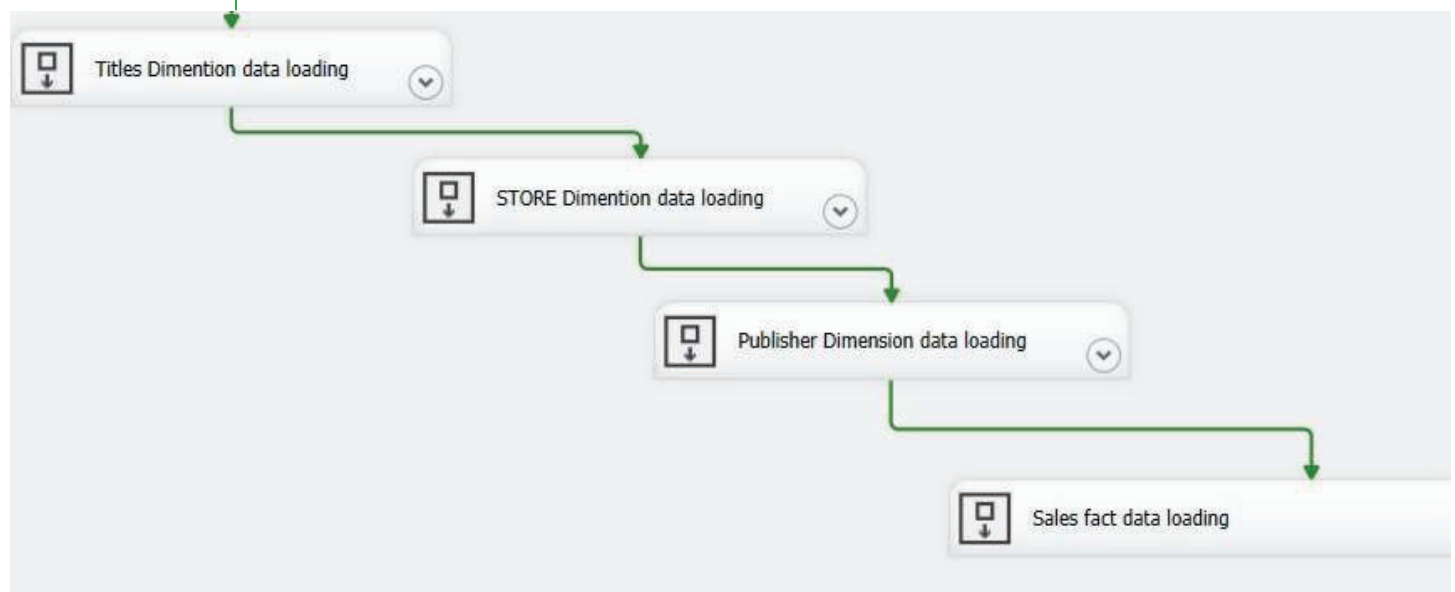 Titles Dimention data loading
STORE Dimention data loading
Publisher Dimension data loading
Sales fact data loading